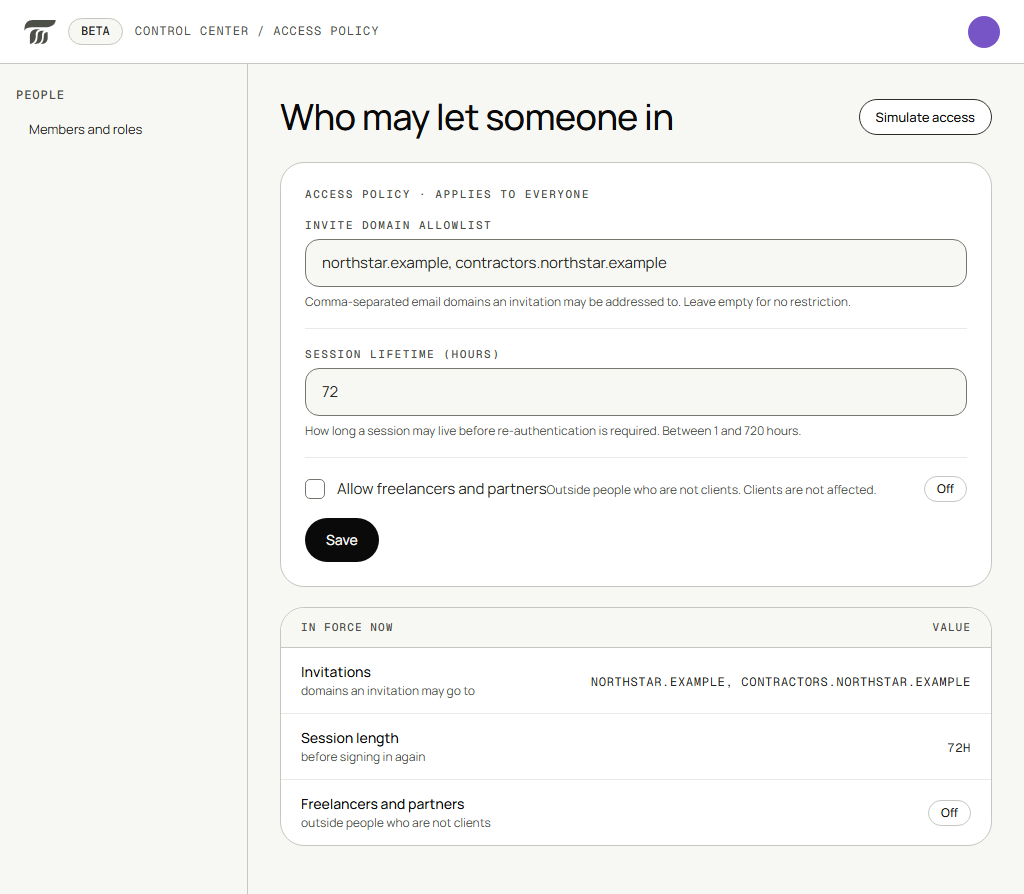 BETA CONTROL CENTER / ACCESS POLICY
PEOPLE
Members and roles
Who may let someone in
Simulate access
ACCESS POLICY · APPLIES TO EVERYONE
INVITE DOMAIN ALLOWLIST
northstar.example, contractors.northstar.example
Comma-separated email domains an invitation may be addressed to. Leave empty for no restriction.
SESSION LIFETIME (HOURS)
72
How long a session may live before re-authentication is required. Between 1 and 720 hours.
Allow freelancers and partnersOutside people who are not clients. Clients are not affected. Off
Save
IN FORCE NOW VALUE
Invitations
domains an invitation may go to
NORTHSTAR.EXAMPLE, CONTRACTORS.NORTHSTAR.EXAMPLE
Session length
before signing in again
72H
Freelancers and partners
outside people who are not clients
Off